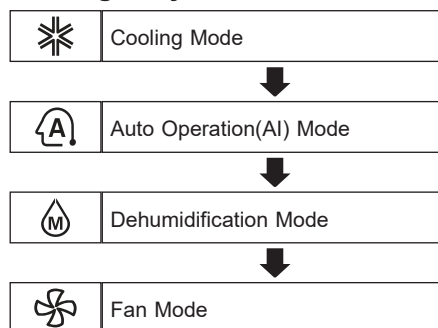 Cooling Mode
A Auto Operation(AI) Mode
M Dehumidification Mode
Fan Mode